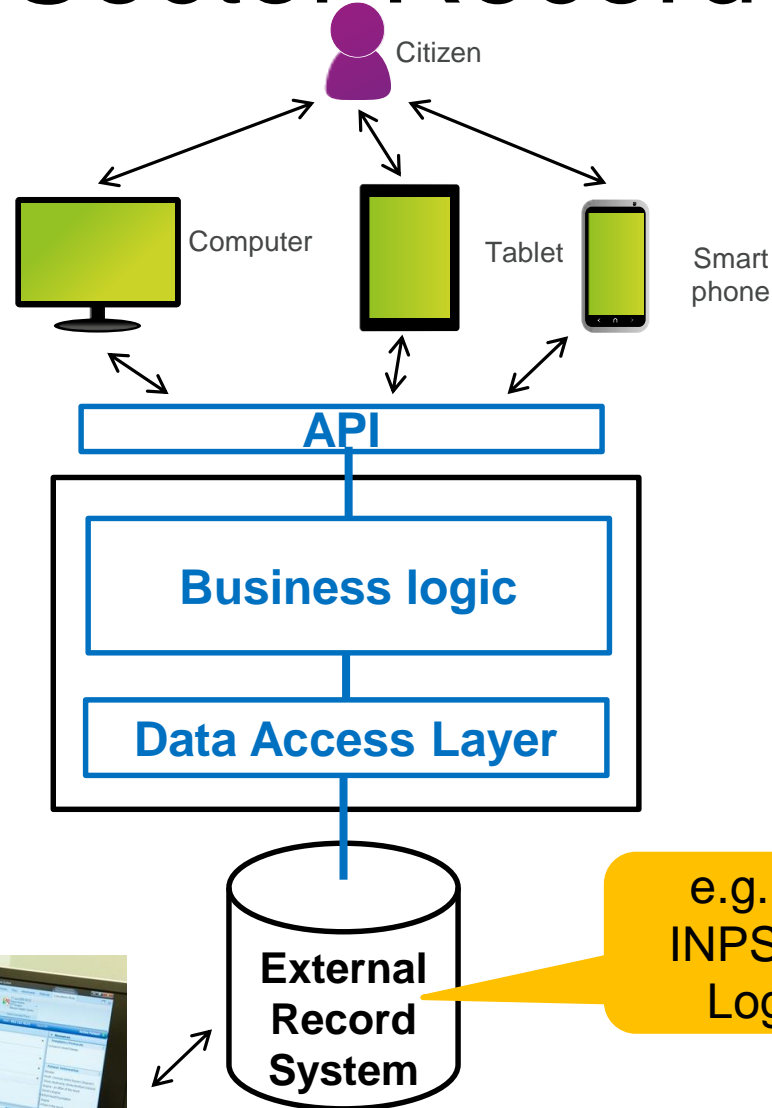 Citizen
Computer
Tablet
Smart
phone
API
Business logic
Data Access Layer
External
Record
System
e.g.
INPS
Log